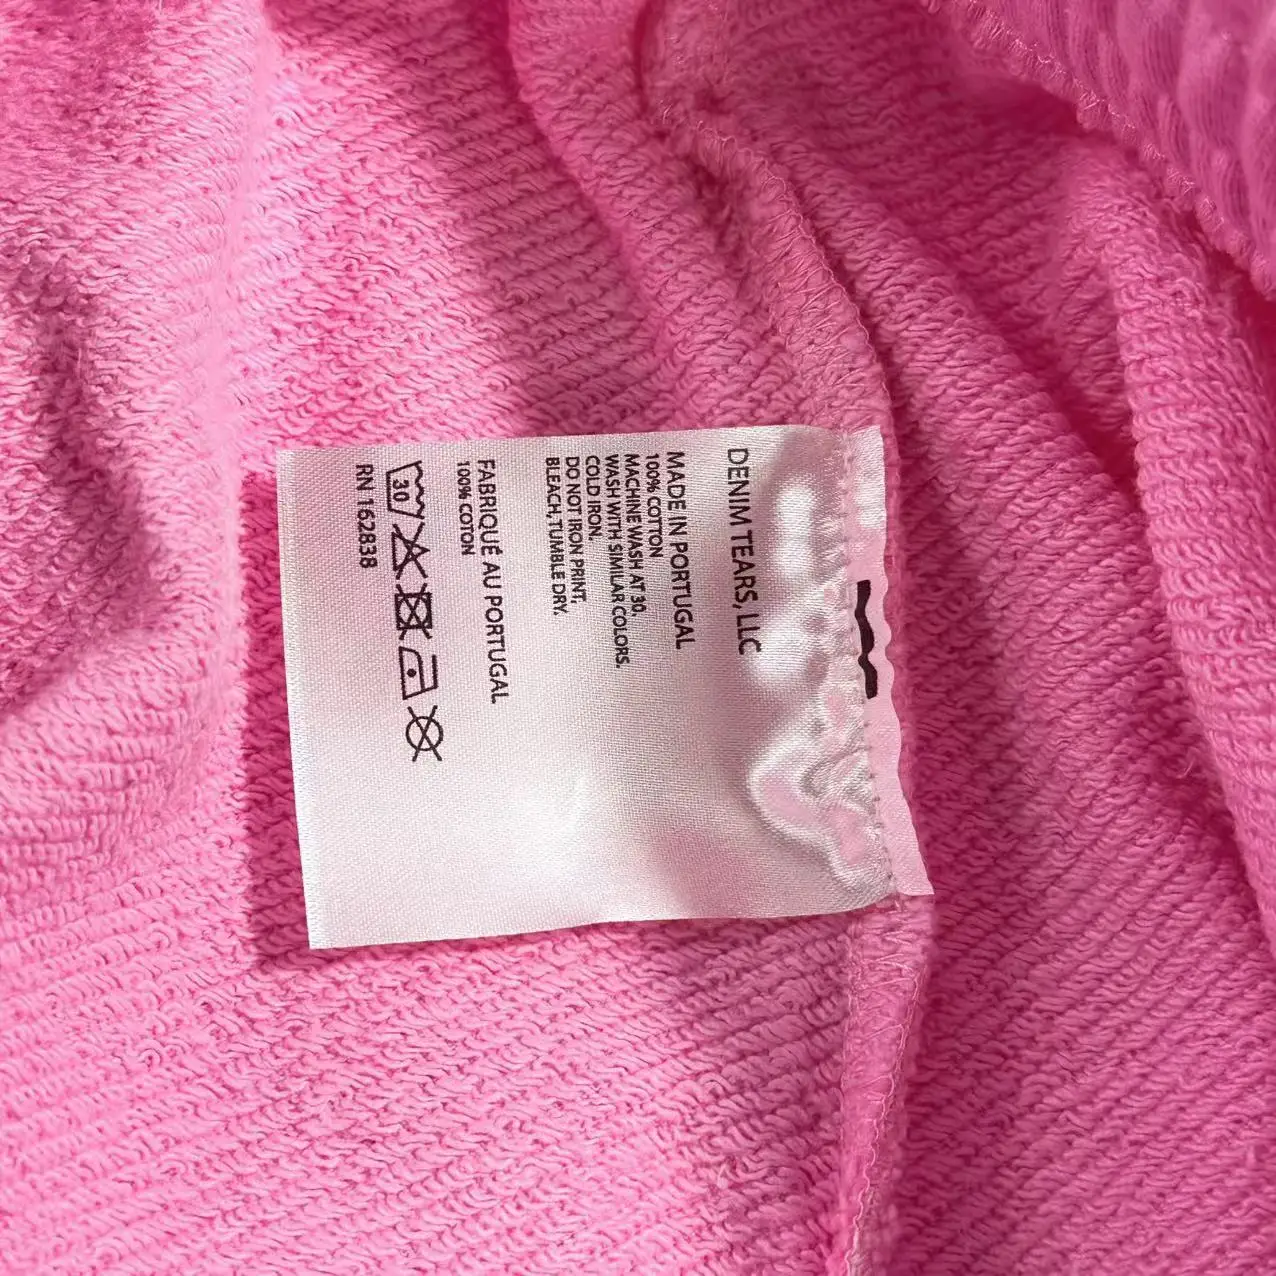 DENIM TEARS, LLC
MADE IN PORTUGAL
100% COTTON
MACHINE WASH AT 30,
WASH WITH SIMILAR COLORS.
COLD IRON.
DO NOT IRON PRINT,
BLEACH, TUMBLE DRY.
FABRIQUÉ AU PORTUGAL
100% COTON
30
RN 162838